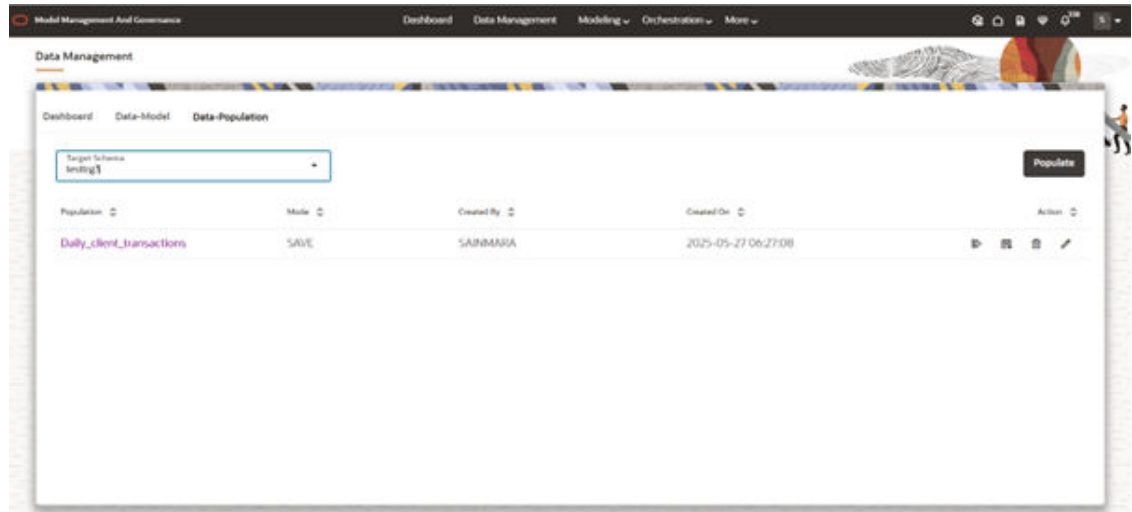 Model Management And Governance Dashboard Data Management Modeling Orchestration More
S
Data Management
Dashboard Data-Model Data-Population
Target Schema
Populate
Population Mode Created By Created On Action
Daily_client_transactions SAVE SAINMARA 2025-05-27 06:27:08